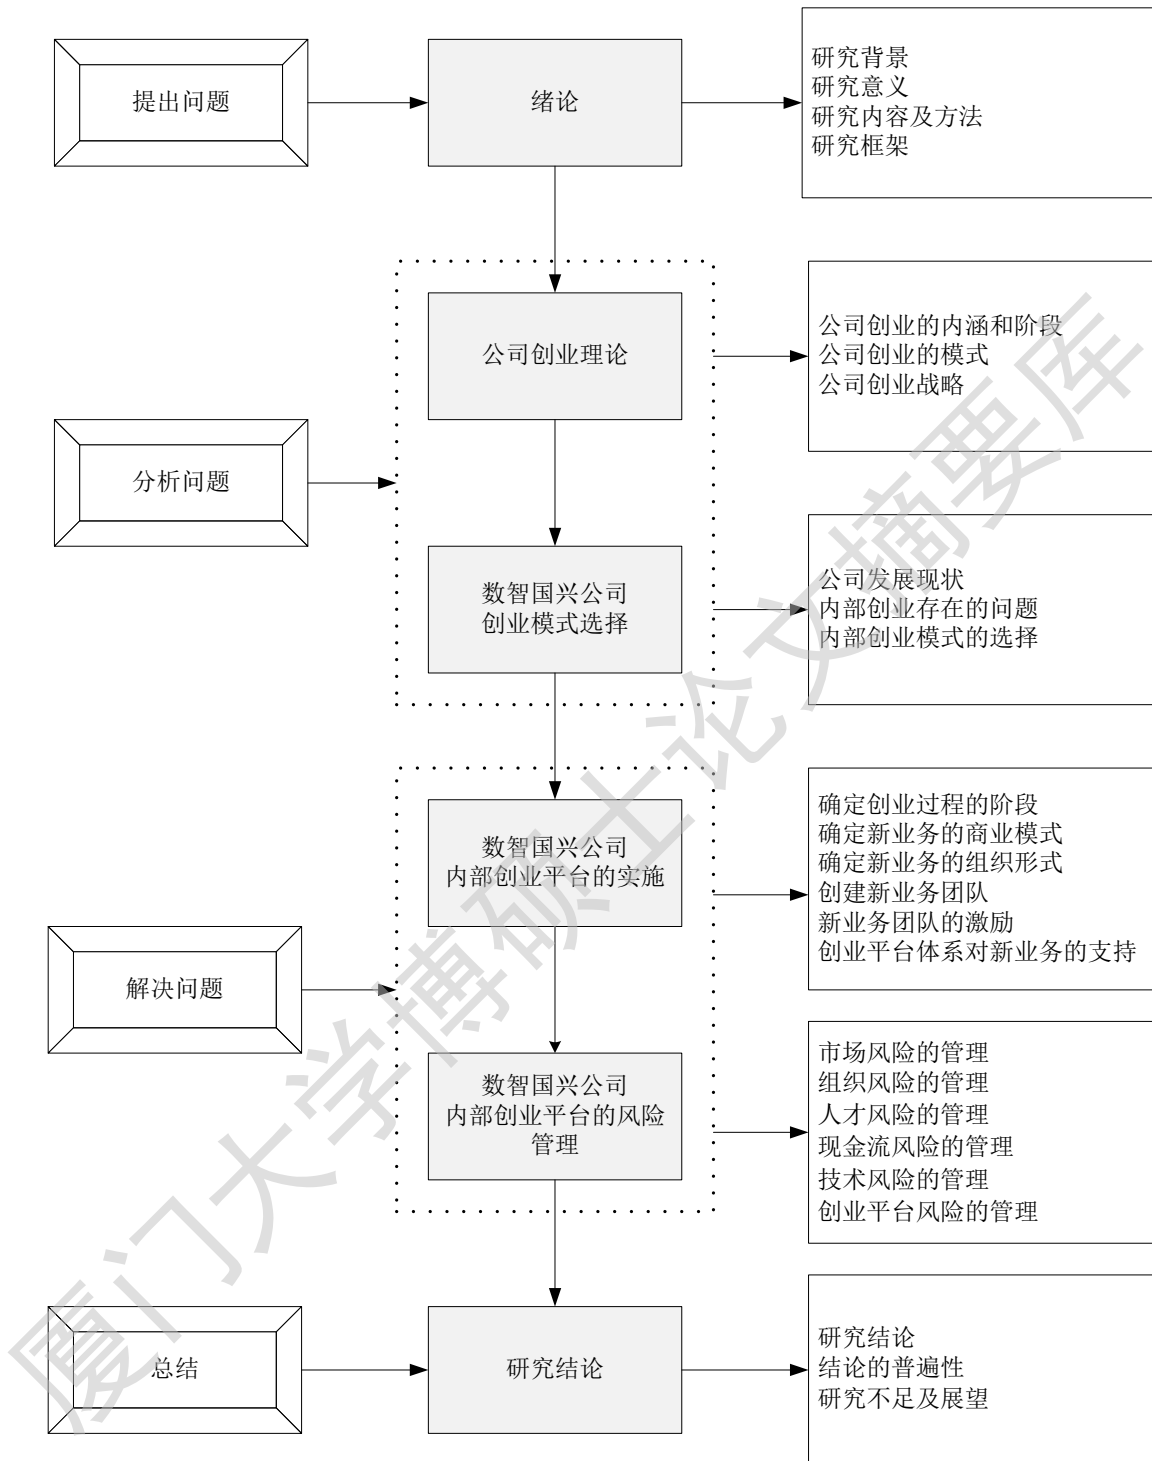 提出问题
绪论
研究背景
研究意义
研究内容及方法
研究框架
公司创业理论
公司创业的内涵和阶段
公司创业的模式
公司创业战略
分析问题
数智国兴公司
创业模式选择
公司发展现状
内部创业存在的问题
内部创业模式的选择
数智国兴公司
内部创业平台的实施
确定创业过程的阶段
确定新业务的商业模式
确定新业务的组织形式
创建新业务团队
新业务团队的激励
创业平台体系对新业务的支持
解决问题
数智国兴公司
内部创业平台的风险
管理
市场风险的管理
组织风险的管理
人才风险的管理
现金流风险的管理
技术风险的管理
创业平台风险的管理
总结
研究结论
研究结论
结论的普遍性
研究不足及展望
厦门大学博硕士论文摘要库